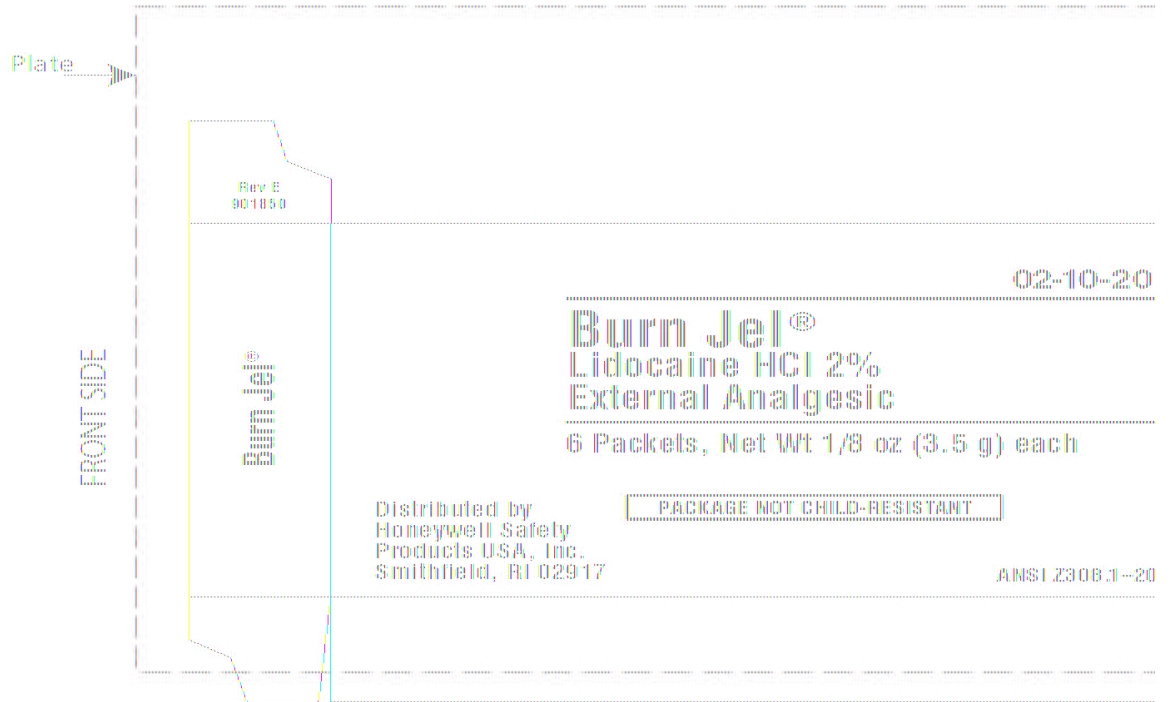 Plate
Rev B
901850
FRONT SIDE
Burn Jel®
02-10-20
Burn Jel®
Lidocaine HCl 2%
External Analgesic
6 Packets, Net Wt 1/8 oz (3.5 g) each
PACKAGE NOT CHILD-RESISTANT
Distributed by
Honeywell Safety
Products USA, Inc.
Smithfield, RI 02917
ANSI Z308.1–20